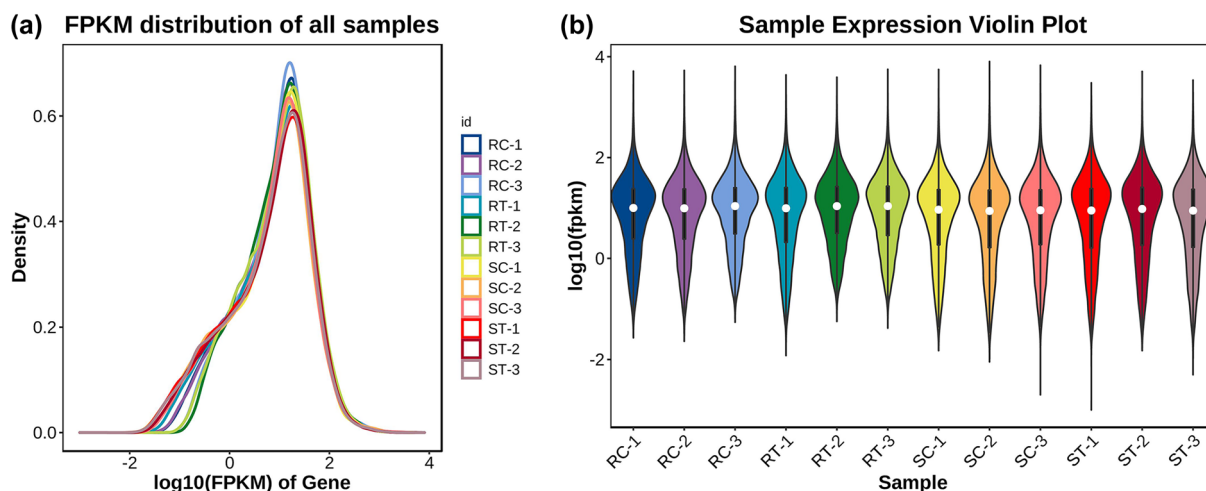 (a) FPKM distribution of all samples
0.6
0.4
0.2
0.0
Density
-2 0 2 4
log10(FPKM) of Gene
id
RC-1
RC-2
RC-3
RT-1
RT-2
RT-3
SC-1
SC-2
SC-3
ST-1
ST-2
ST-3
(b) Sample Expression Violin Plot
4
2
0
-2
log10(fpkm)
RC-1 RC-2 RC-3 RT-1 RT-2 RT-3 SC-1 SC-2 SC-3 ST-1 ST-2 ST-3
Sample